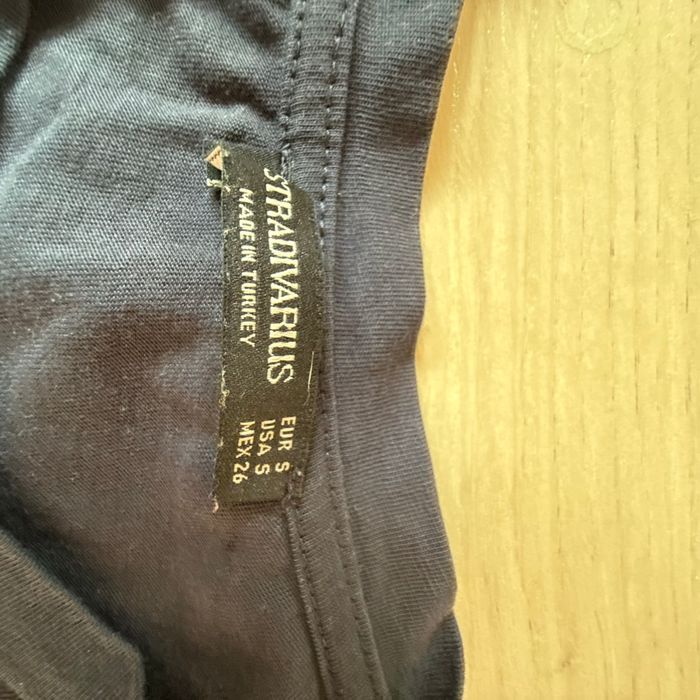 STRADIVARIUS
MADE IN TURKEY
EUR S
USA S
MEX 26